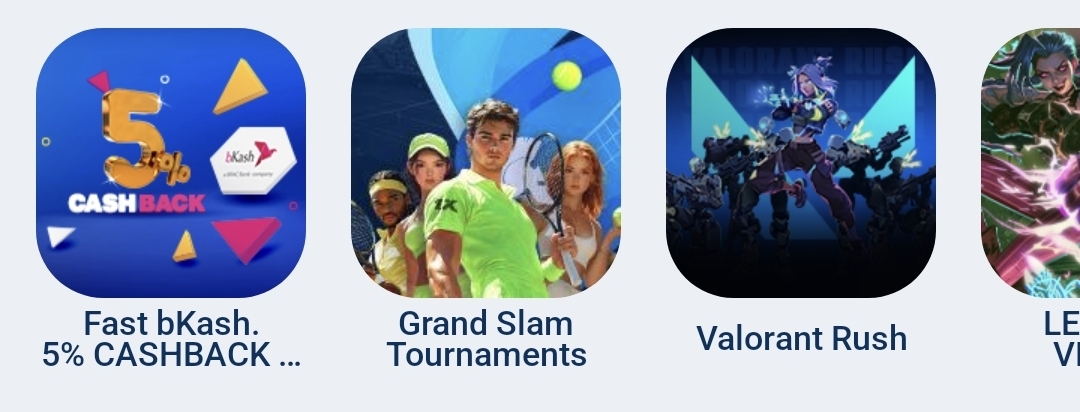 5%
CASHBACK
bKash
a BRAC Bank company
1X
VALORANT RUSH
Fast bKash.
5% CASHBACK ...
Grand Slam
Tournaments
Valorant Rush
LE
VI